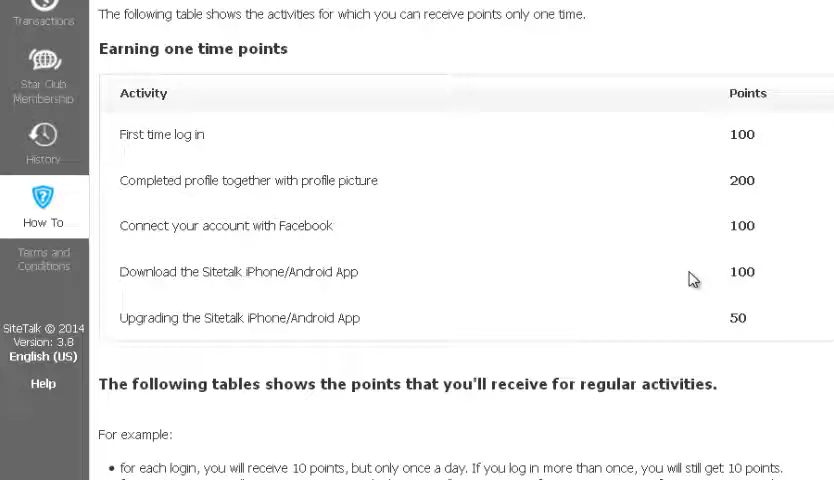 Transactions
Star Club
Membership
History
How To
Terms and
Conditions
SiteTalk © 2014
Version: 3.8
English (US)
Help
The following table shows the activities for which you can receive points only one time.
Earning one time points
Activity Points
First time log in 100
Completed profile together with profile picture 200
Connect your account with Facebook 100
Download the Sitetalk iPhone/Android App 100
Upgrading the Sitetalk iPhone/Android App 50
The following tables shows the points that you'll receive for regular activities.
For example:
• for each login, you will receive 10 points, but only once a day. If you log in more than once, you will still get 10 points.